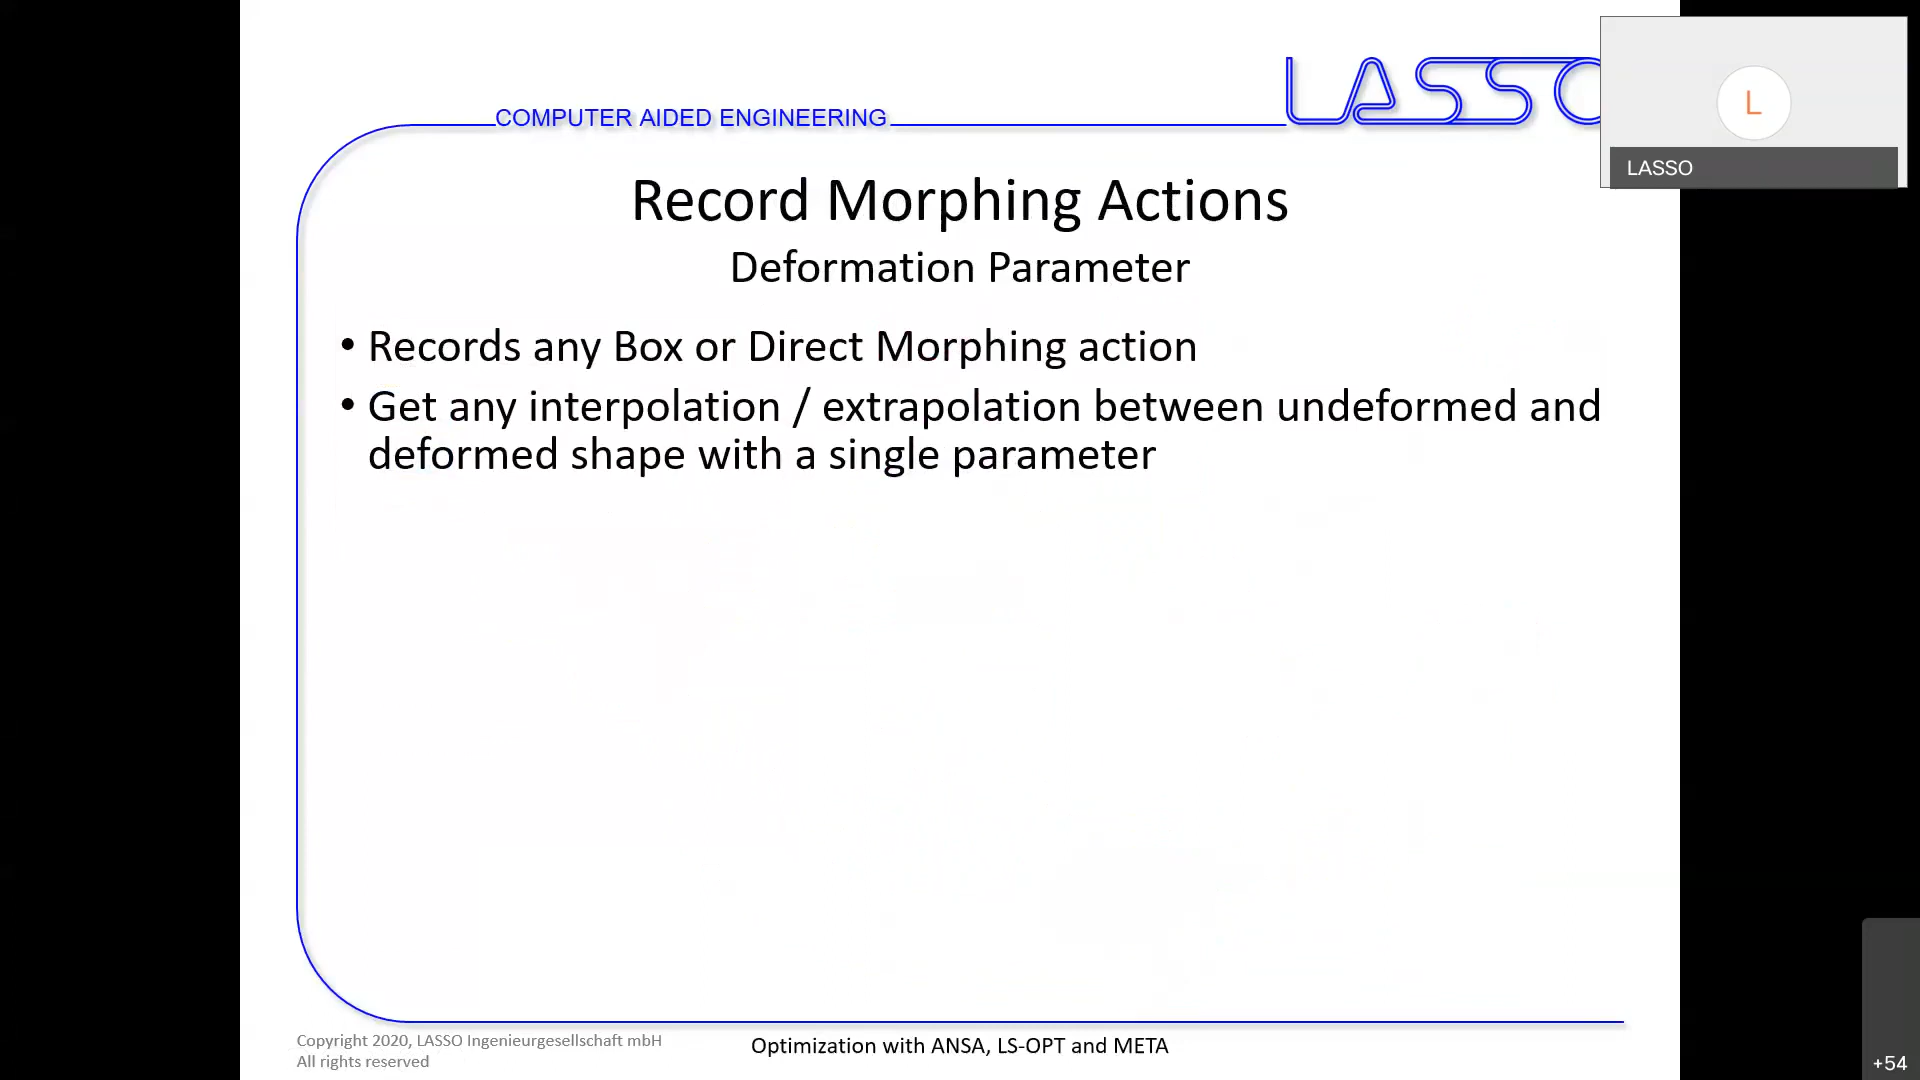 LASSO
L
LASSO
COMPUTER AIDED ENGINEERING
Record Morphing Actions
Deformation Parameter
• Records any Box or Direct Morphing action
• Get any interpolation / extrapolation between undeformed and
deformed shape with a single parameter
Copyright 2020, LASSO Ingenieurgesellschaft mbH
All rights reserved
Optimization with ANSA, LS-OPT and META
+54